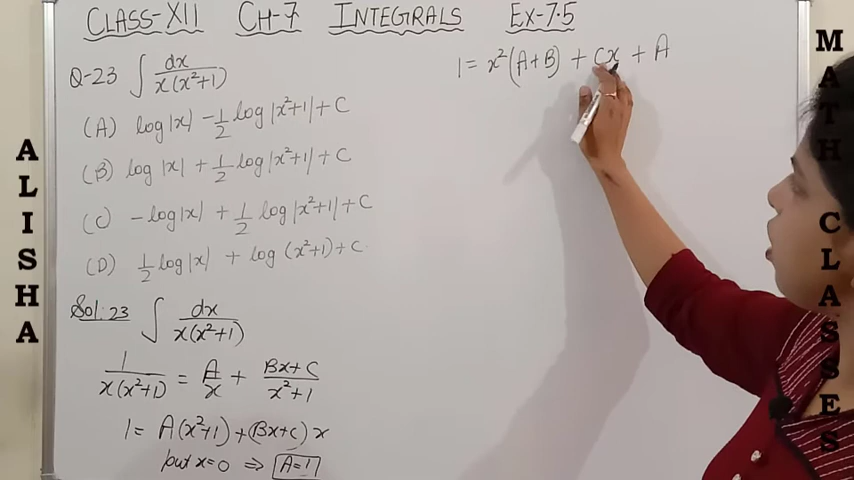 CLASS-XII CH-7 INTEGRALS EX-7.5
Q-23 ∫ dx / x(x²+1)
(A) log|x| - 1/2 log|x²+1| + C
(B) log|x| + 1/2 log|x²+1| + C
(C) -log|x| + 1/2 log|x²+1| + C
(D) 1/2 log|x| + log(x²+1) + C
Sol:23 ∫ dx / x(x²+1)
1 / x(x²+1) = A/x + Bx+C / x²+1
1 = A(x²+1) + (Bx+C) x
put x=0 ⇒ A=1
1 = x²(A+B) + Cx + A
ALISHA
MATH CLASSES